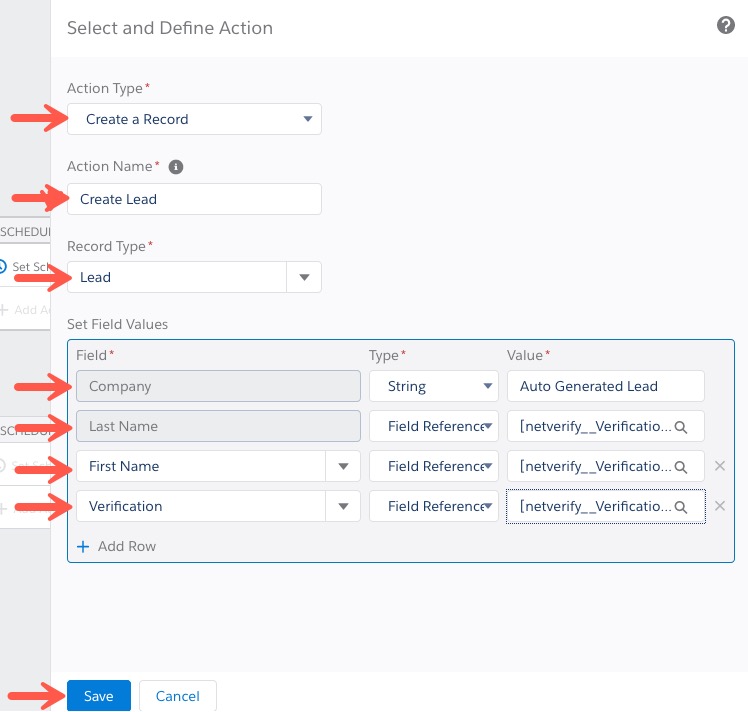 Select and Define Action
?
Action Type*
Create a Record
Action Name* i
Create Lead
SCHEDU
Record Type*
Set Sch
Lead
+ Add Ac
Set Field Values
Field* Type* Value*
Company String Auto Generated Lead
Last Name Field Reference [netverify__Verificatio...
SCHEDU
First Name Field Reference [netverify__Verificatio... ×
Verification Field Reference [netverify__Verificatio... ×
+ Add Row
Save Cancel